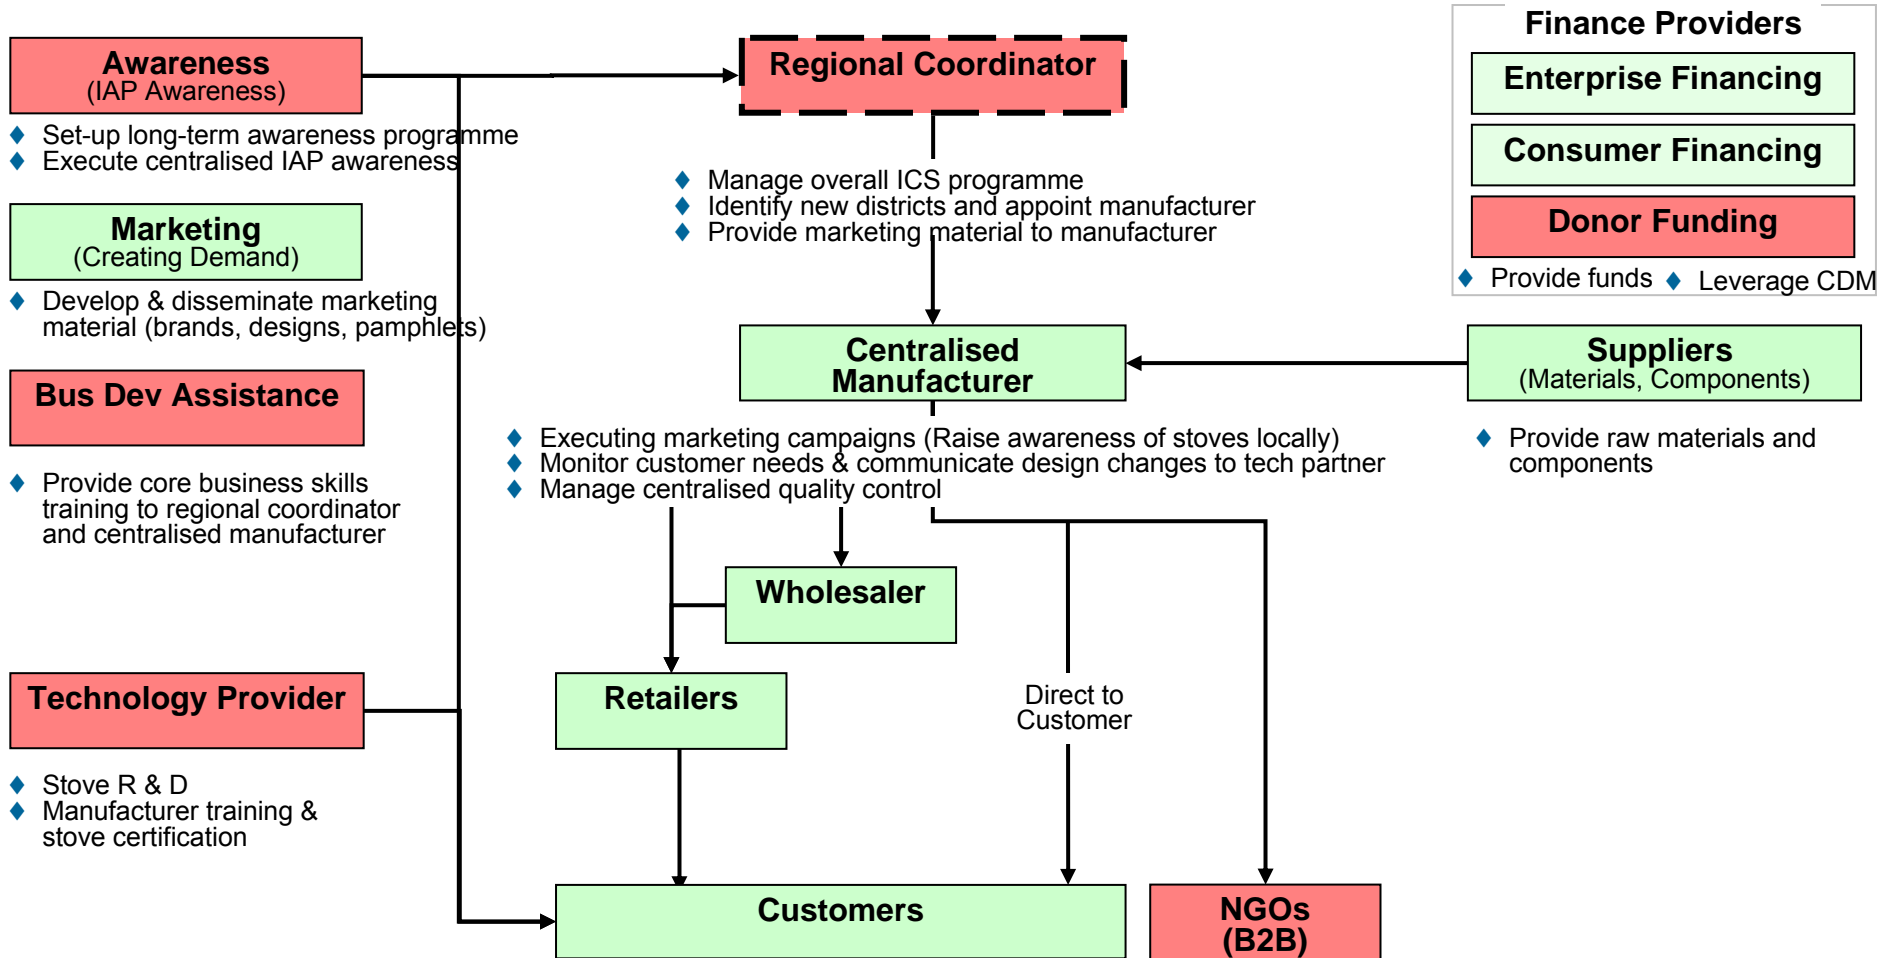 Awareness
(IAP Awareness)
♦ Set-up long-term awareness programme
♦ Execute centralised IAP awareness
Marketing
(Creating Demand)
♦ Develop & disseminate marketing
material (brands, designs, pamphlets)
Bus Dev Assistance
♦ Provide core business skills
training to regional coordinator
and centralised manufacturer
Technology Provider
♦ Stove R & D
♦ Manufacturer training &
stove certification
Regional Coordinator
♦ Manage overall ICS programme
♦ Identify new districts and appoint manufacturer
♦ Provide marketing material to manufacturer
Centralised
Manufacturer
♦ Executing marketing campaigns (Raise awareness of stoves locally)
♦ Monitor customer needs & communicate design changes to tech partner
♦ Manage centralised quality control
Wholesaler
Retailers
Direct to
Customer
Customers
NGOs
(B2B)
Finance Providers
Enterprise Financing
Consumer Financing
Donor Funding
♦ Provide funds ♦ Leverage CDM
Suppliers
(Materials, Components)
♦ Provide raw materials and
components